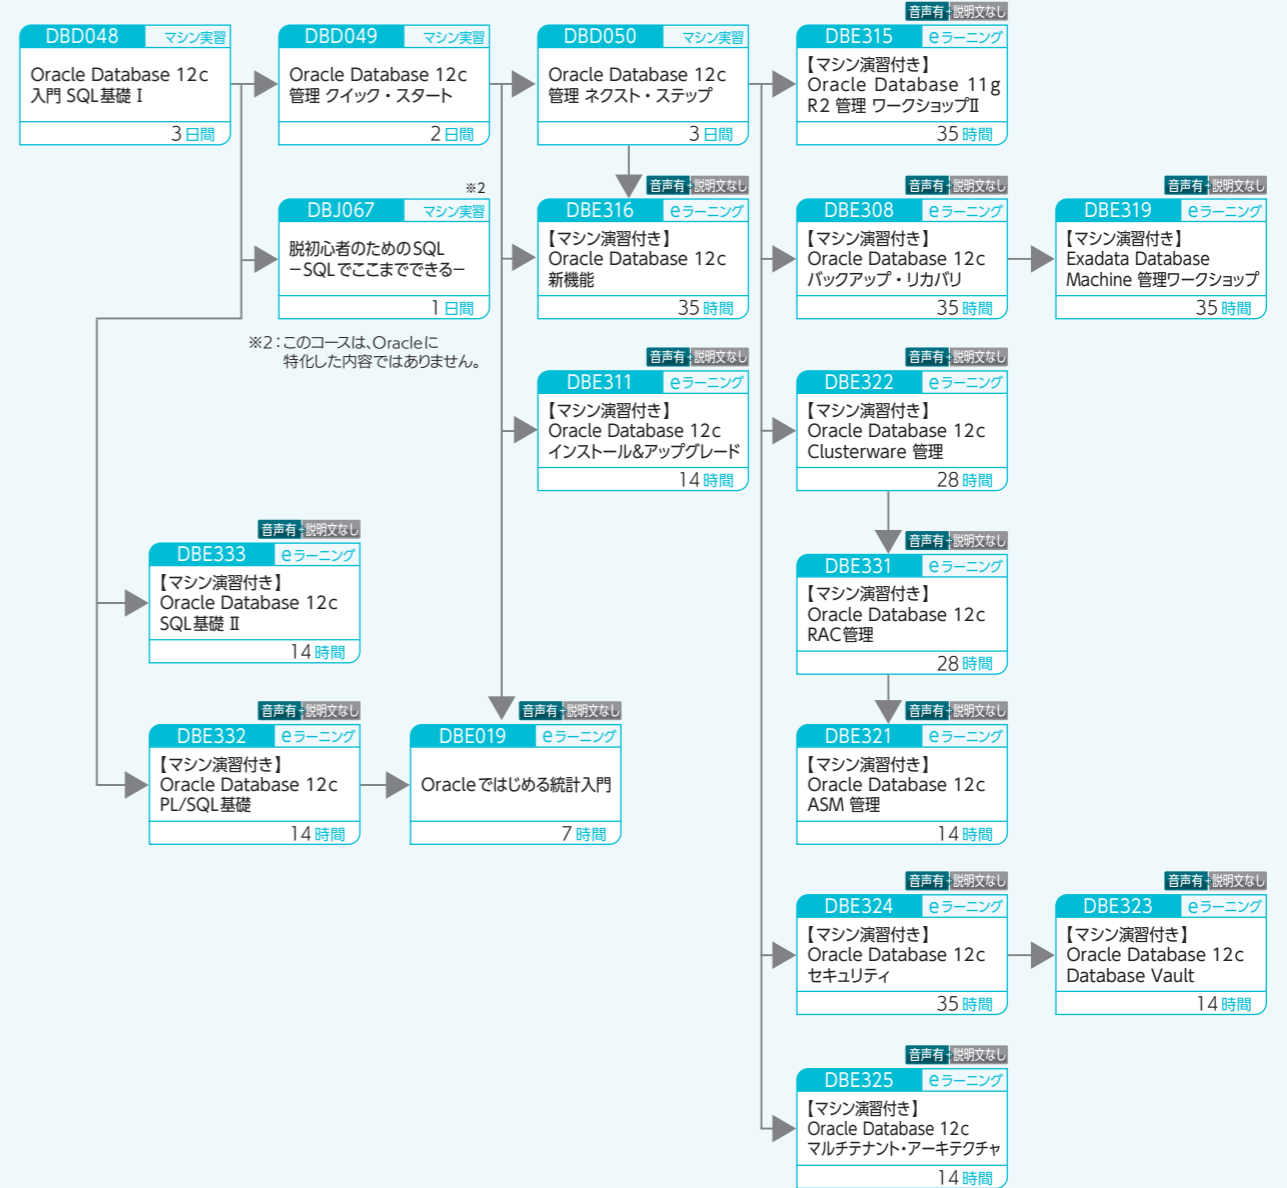 音声有+説明文なし
DBD048 マシン実習
Oracle Database 12c
入門 SQL基礎 Ⅰ
3日間
DBD049 マシン実習
Oracle Database 12c
管理 クイック・スタート
2日間
DBD050 マシン実習
Oracle Database 12c
管理 ネクスト・ステップ
3日間
DBE315 eラーニング
【マシン演習付き】
Oracle Database 11g
R2 管理 ワークショップⅡ
35時間
※2
DBJ067 マシン実習
脱初心者のためのSQL
－SQLでここまでできる－
1日間
※2：このコースは、Oracleに
特化した内容ではありません。
音声有+説明文なし
DBE316 eラーニング
【マシン演習付き】
Oracle Database 12c
新機能
35時間
音声有+説明文なし
DBE308 eラーニング
【マシン演習付き】
Oracle Database 12c
バックアップ・リカバリ
35時間
音声有+説明文なし
DBE319 eラーニング
【マシン演習付き】
Exadata Database
Machine 管理ワークショップ
35時間
音声有+説明文なし
DBE311 eラーニング
【マシン演習付き】
Oracle Database 12c
インストール&アップグレード
14時間
音声有+説明文なし
DBE322 eラーニング
【マシン演習付き】
Oracle Database 12c
Clusterware 管理
28時間
音声有+説明文なし
DBE333 eラーニング
【マシン演習付き】
Oracle Database 12c
SQL基礎 Ⅱ
14時間
音声有+説明文なし
DBE331 eラーニング
【マシン演習付き】
Oracle Database 12c
RAC管理
28時間
音声有+説明文なし
DBE332 eラーニング
【マシン演習付き】
Oracle Database 12c
PL/SQL基礎
14時間
音声有+説明文なし
DBE019 eラーニング
Oracleではじめる統計入門
7時間
音声有+説明文なし
DBE321 eラーニング
【マシン演習付き】
Oracle Database 12c
ASM 管理
14時間
音声有+説明文なし
DBE324 eラーニング
【マシン演習付き】
Oracle Database 12c
セキュリティ
35時間
音声有+説明文なし
DBE323 eラーニング
【マシン演習付き】
Oracle Database 12c
Database Vault
14時間
音声有+説明文なし
DBE325 eラーニング
【マシン演習付き】
Oracle Database 12c
マルチテナント・アーキテクチャ
14時間